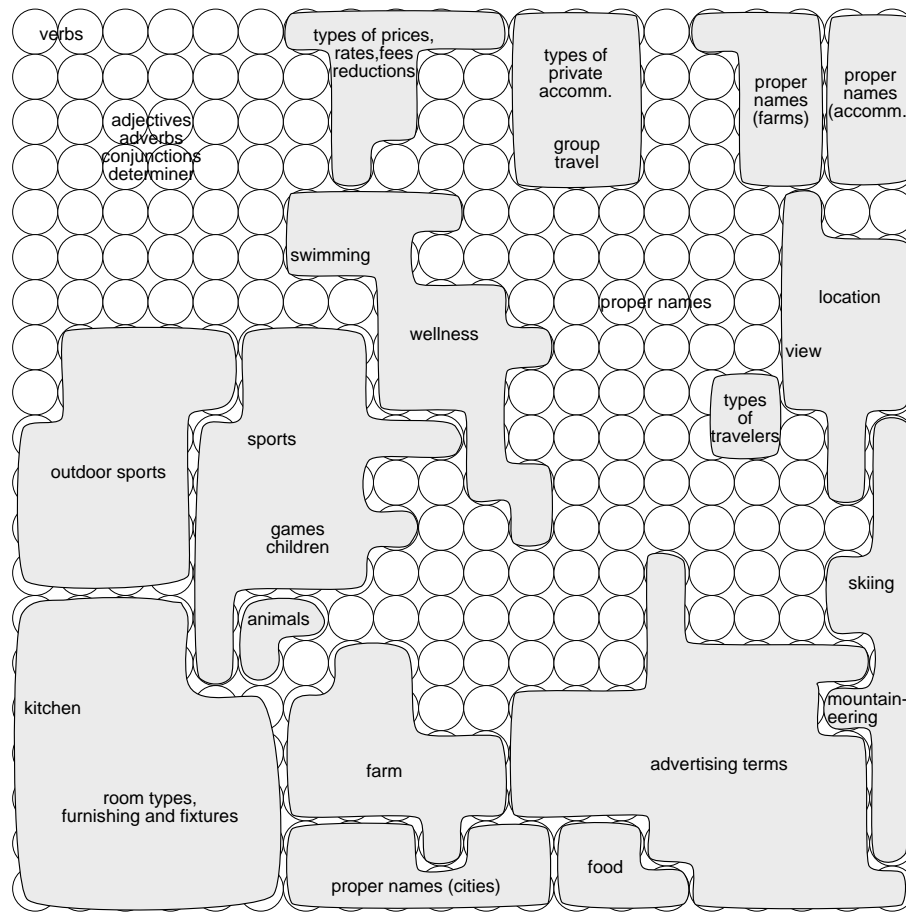 verbs
types of prices,
rates,fees
reductions
types of
private
accomm.
group
travel
proper
names
(farms)
proper
names
(accomm.
adjectives
adverbs
conjunctions
determiner
swimming
wellness
proper names
location
view
types
of
travelers
sports
outdoor sports
games
children
skiing
animals
kitchen
mountain-
eering
farm
advertising terms
room types,
furnishing and fixtures
food
proper names (cities)